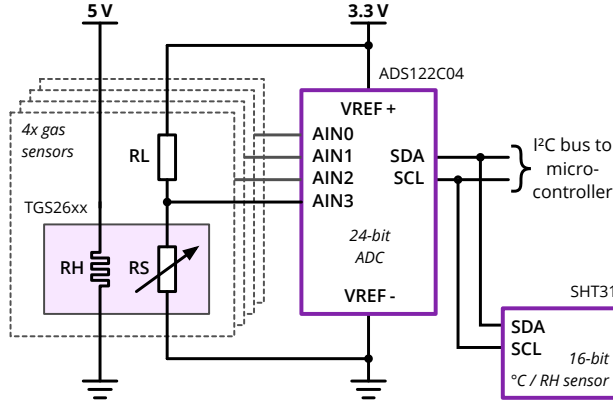 5 V
3.3 V
ADS122C04
VREF +
4x gas
sensors
AIN0
AIN1
AIN2
AIN3
RL
SDA
SCL
I²C bus to
micro-
controller
TGS26xx
24-bit
ADC
RH
RS
VREF -
SHT31
SDA
SCL
16-bit
°C / RH sensor